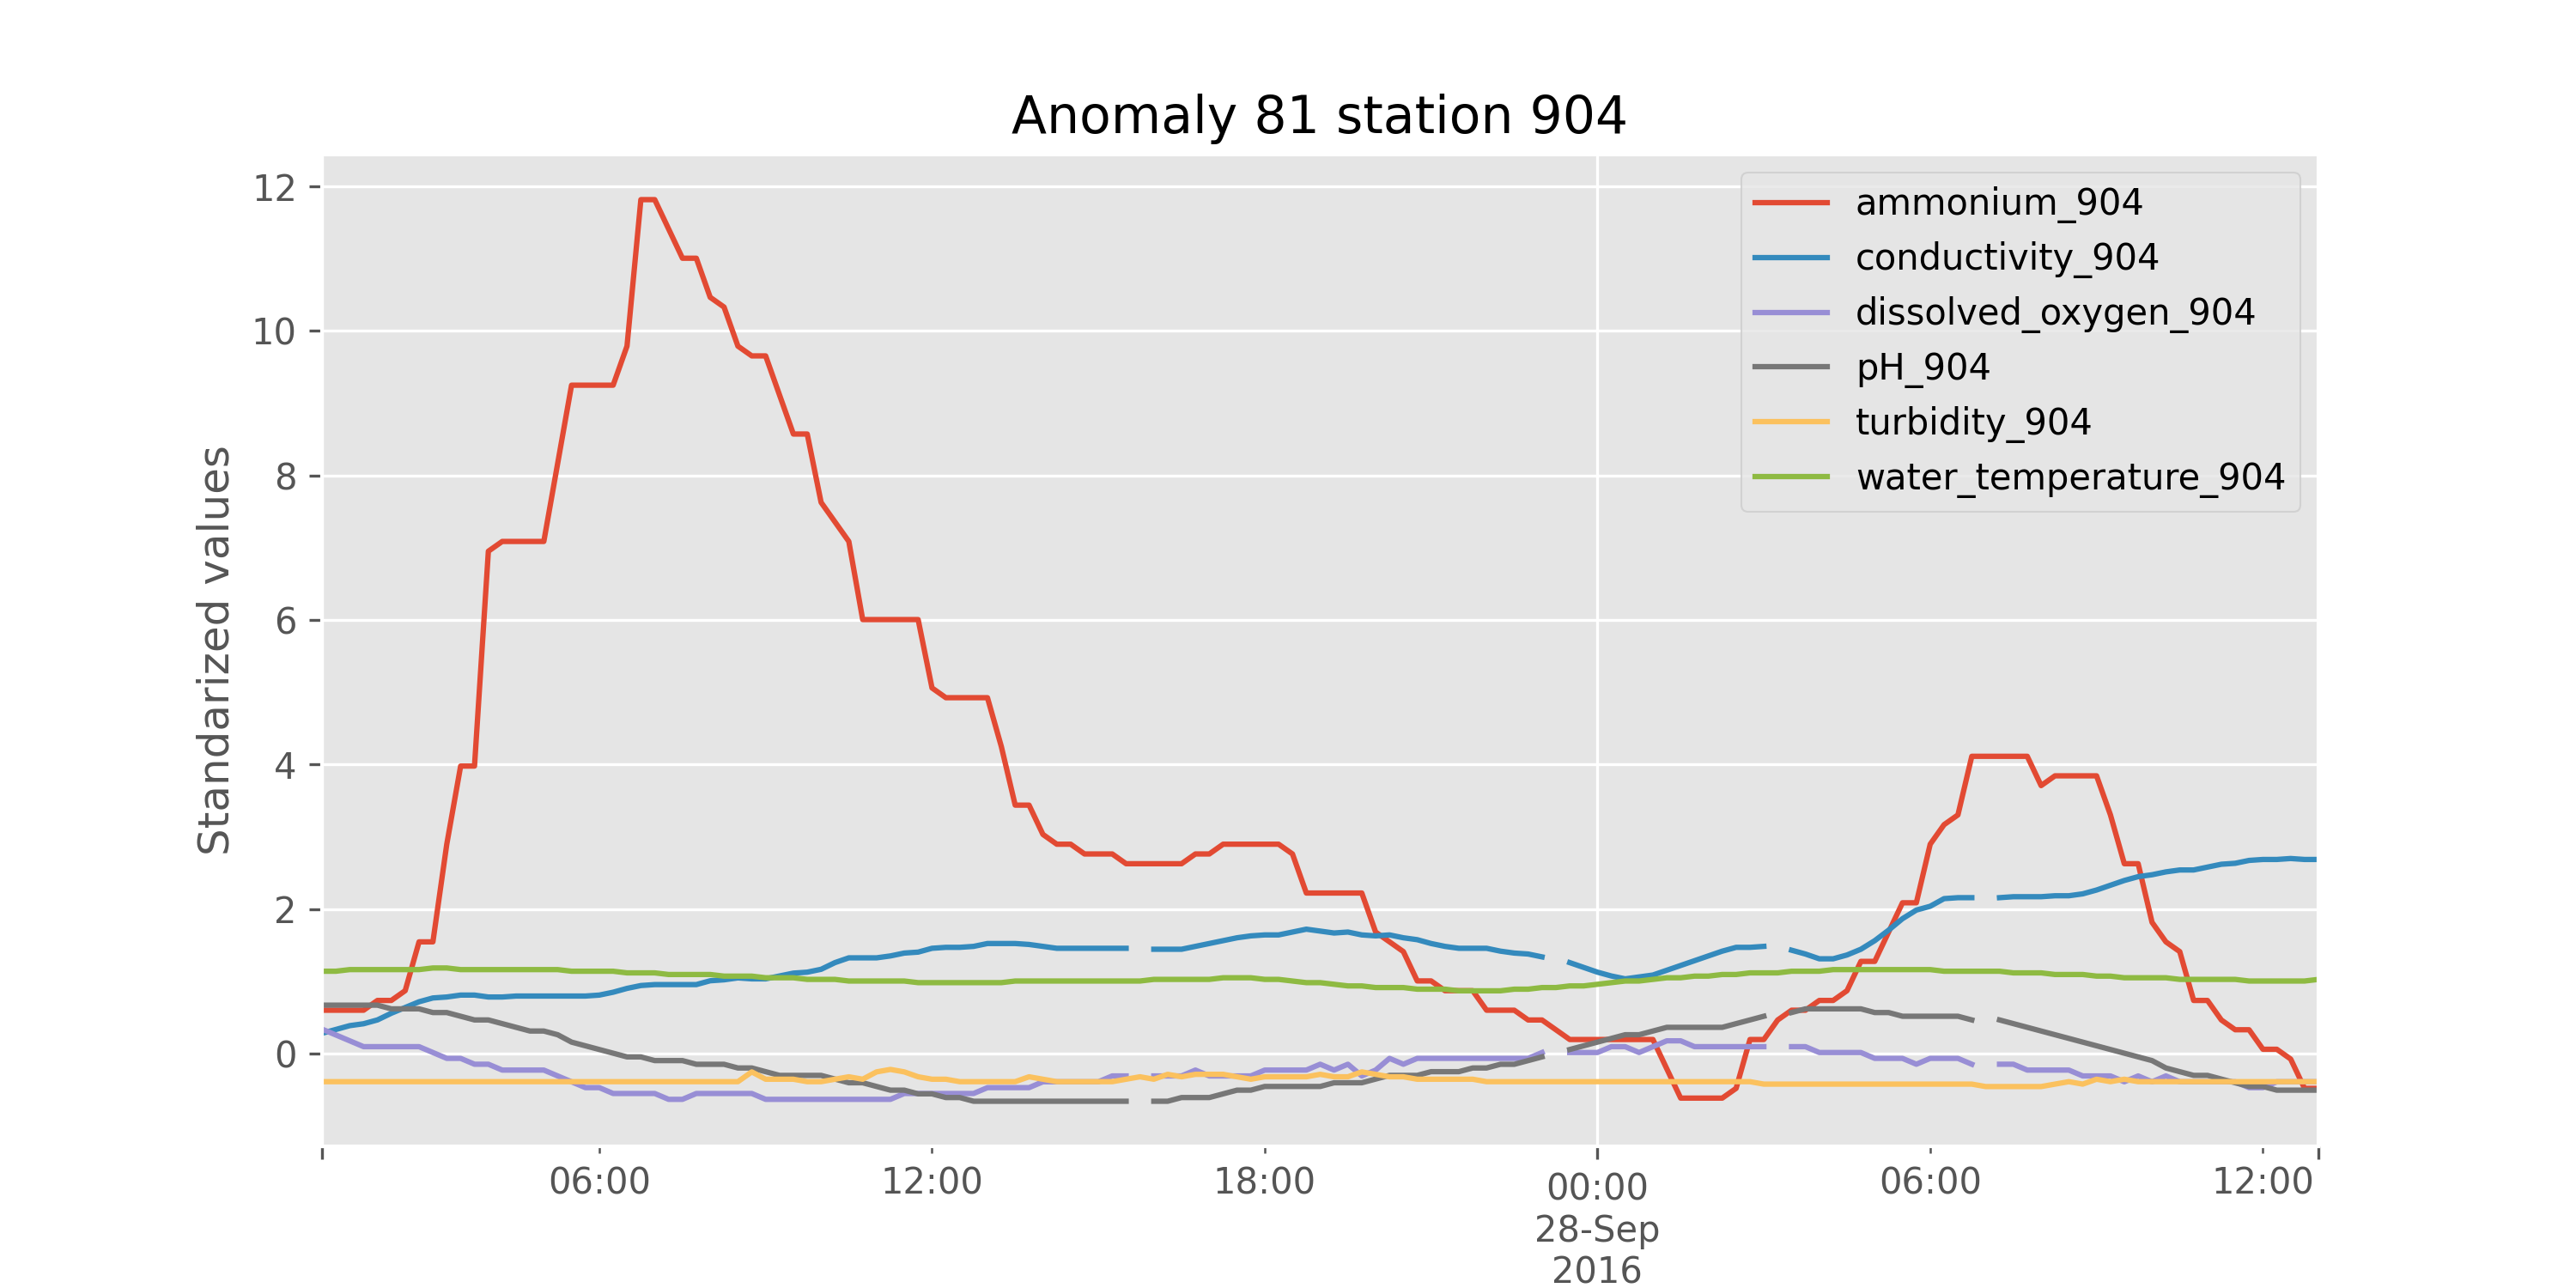 Anomaly 81 station 904
12
10
8
6
4
2
0
Standarized values
ammonium_904
conductivity_904
dissolved_oxygen_904
pH_904
turbidity_904
water_temperature_904
06:00
12:00
18:00
00:00
28-Sep
2016
06:00
12:00